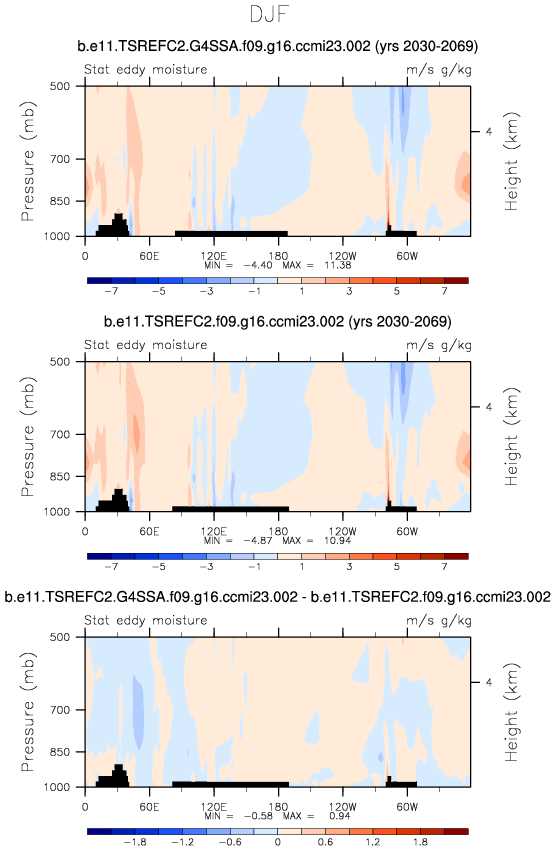 DJF
b.e11.TSREFC2.G4SSA.f09.g16.ccmi23.002 (yrs 2030-2069)
Stat eddy moisture m/s g/kg
500
700
850
1000
4
Pressure (mb)
Height (km)
0 60E 120E 180 120W 60W
MIN = -4.40 MAX = 11.38
-7 -5 -3 -1 1 3 5 7
b.e11.TSREFC2.f09.g16.ccmi23.002 (yrs 2030-2069)
Stat eddy moisture m/s g/kg
500
700
850
1000
4
Pressure (mb)
Height (km)
0 60E 120E 180 120W 60W
MIN = -4.87 MAX = 10.94
-7 -5 -3 -1 1 3 5 7
b.e11.TSREFC2.G4SSA.f09.g16.ccmi23.002 - b.e11.TSREFC2.f09.g16.ccmi23.002
Stat eddy moisture m/s g/kg
500
700
850
1000
4
Pressure (mb)
Height (km)
0 60E 120E 180 120W 60W
MIN = -0.58 MAX = 0.94
-1.8 -1.2 -0.6 0 0.6 1.2 1.8